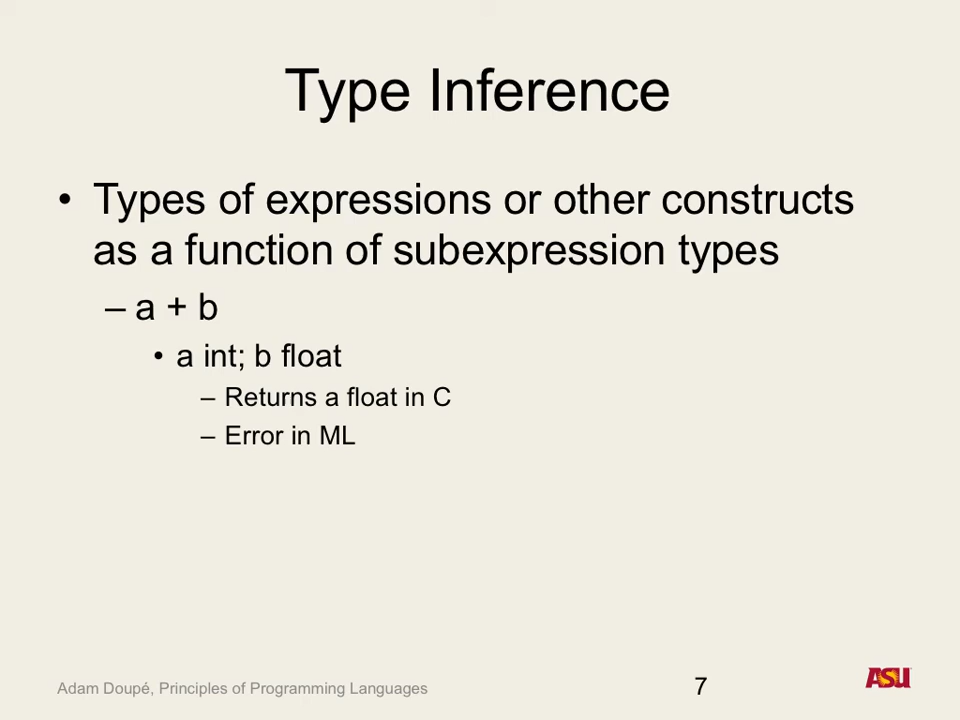 Type Inference
• Types of expressions or other constructs
as a function of subexpression types
– a + b
• a int; b float
– Returns a float in C
– Error in ML
Adam Doupé, Principles of Programming Languages
7
ASU